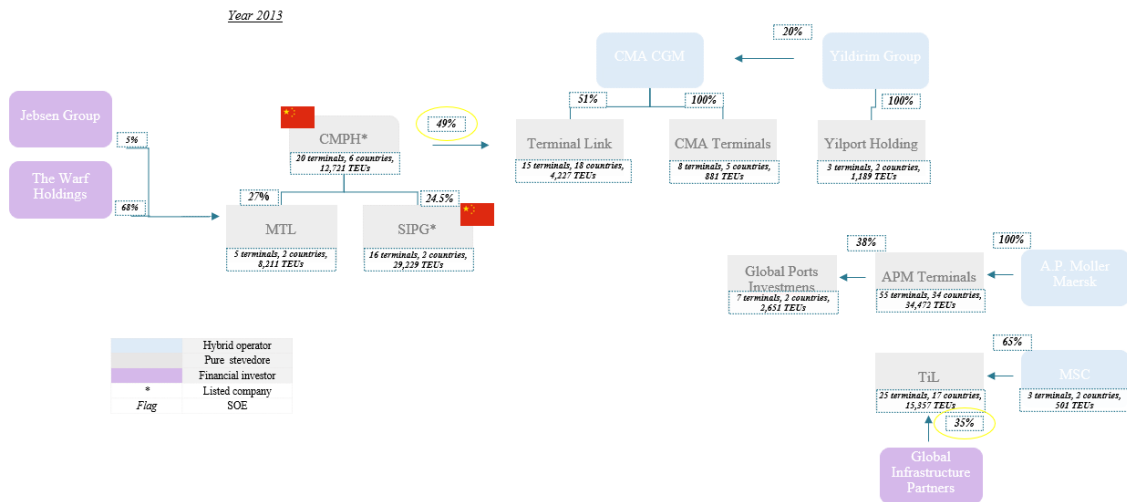 Year 2013
Jebsen Group
5%
The Warf
Holdings
68%
CMPH*
20 terminals, 6 countries,
12,721 TEUs
49%
27%
24.5%
MTL
5 terminals, 2 countries,
8,211 TEUs
SIPG*
16 terminals, 2 countries,
29,229 TEUs
CMA CGM
20%
Yildirim Group
51%
100%
100%
Terminal Link
15 terminals, 18 countries,
4,227 TEUs
CMA Terminals
8 terminals, 5 countries,
881 TEUs
Yilport Holding
3 terminals, 2 countries,
1,189 TEUs
38%
100%
Global Ports
Investmens
7 terminals, 2 countries,
2,651 TEUs
APM Terminals
55 terminals, 34 countries,
34,472 TEUs
A.P. Moller
Maersk
65%
TiL
25 terminals, 17 countries,
15,357 TEUs
MSC
3 terminals, 2 countries,
501 TEUs
35%
Global
Infrastructure
Partners
Hybrid operator
Pure stevedore
Financial investor
* Listed company
Flag SOE